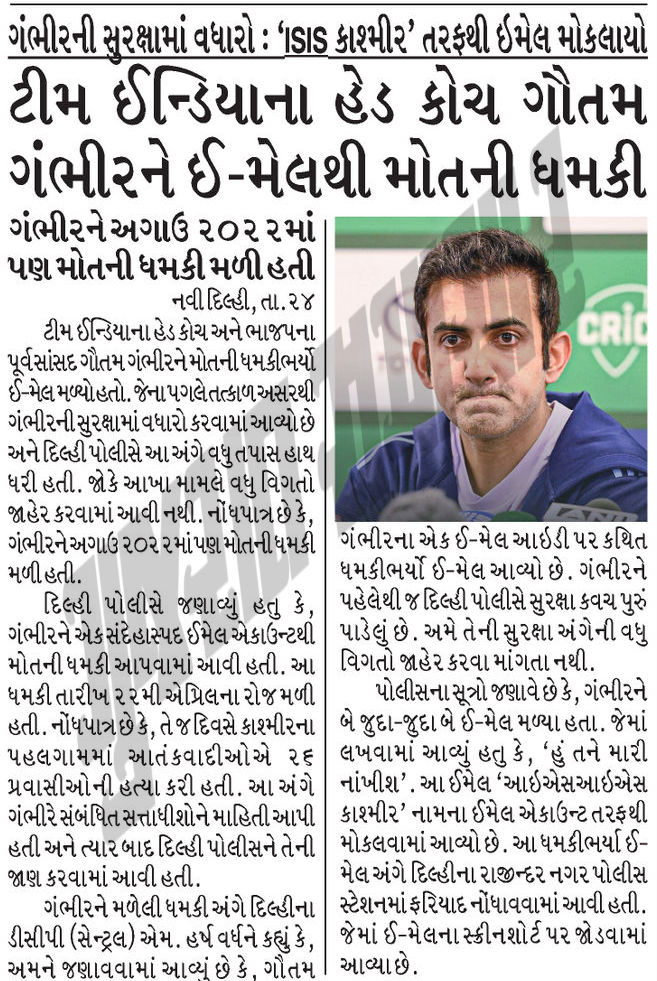 ગંભીરની સુરક્ષામાં વધારો : ‘ISIS કાશ્મીર’ તરફથી ઇમેલ મોકલાયો
ટીમ ઈન્ડિયાના હેડ કોચ ગૌતમ
ગંભીરને ઈ-મેલથી મોતની ધમકી
ગંભીરને અગાઉ ૨૦૨૨માં
પણ મોતની ધમકી મળી હતી
નવી દિલ્હી, તા.૨૪
ટીમ ઈન્ડિયાના હેડ કોચ અને ભાજપના
પૂર્વ સાંસદ ગૌતમ ગંભીરને મોતની ધમકીભર્યો
ઈ-મેલ મળ્યો હતો. જેના પગલે તત્કાળ અસરથી
ગંભીરની સુરક્ષામાં વધારો કરવામાં આવ્યો છે
અને દિલ્હી પોલીસે આ અંગે વધુ તપાસ હાથ
ધરી હતી. જોકે આખા મામલે વધુ વિગતો
જાહેર કરવામાં આવી નથી. નોંધપાત્ર છે કે,
ગંભીરને અગાઉ ૨૦૨૨માં પણ મોતની ધમકી
મળી હતી.
દિલ્હી પોલીસે જણાવ્યું હતુ કે,
ગંભીરને એક સંદેહાસ્પદ ઈમેલ એકાઉન્ટથી
મોતની ધમકી આપવામાં આવી હતી. આ
ધમકી તારીખ ૨૨મી એપ્રિલના રોજ મળી
હતી. નોંધપાત્ર છે કે, તે જ દિવસે કાશ્મીરના
પહલગામમાં આતંકવાદીઓએ ૨૬
પ્રવાસીઓની હત્યા કરી હતી. આ અંગે
ગંભીરે સંબંધિત સત્તાધીશોને માહિતી આપી
હતી અને ત્યાર બાદ દિલ્હી પોલીસને તેની
જાણ કરવામાં આવી હતી.
ગંભીરને મળેલી ધમકી અંગે દિલ્હીના
ડીસીપી (સેન્ટ્રલ) એમ. હર્ષ વર્ધને કહ્યું કે,
અમને જણાવવામાં આવ્યું છે કે, ગૌતમ
CRIC
ગંભીરના એક ઈ-મેલ આઇડી પર કથિત
ધમકીભર્યો ઈ-મેલ આવ્યો છે. ગંભીરને
પહેલેથી જ દિલ્હી પોલીસે સુરક્ષા કવચ પુરું
પાડેલું છે. અમે તેની સુરક્ષા અંગેની વધુ
વિગતો જાહેર કરવા માંગતા નથી.
પોલીસના સૂત્રો જણાવે છે કે, ગંભીરને
બે જુદા-જુદા બે ઈ-મેલ મળ્યા હતા. જેમાં
લખવામાં આવ્યું હતુ કે, ‘હું તને મારી
નાંખીશ’. આ ઈમેલ ‘આઇએસઆઇએસ
કાશ્મીર’ નામના ઈમેલ એકાઉન્ટ તરફથી
મોકલવામાં આવ્યો છે. આ ધમકીભર્યા ઈ-
મેલ અંગે દિલ્હીના રાજીન્દર નગર પોલીસ
સ્ટેશનમાં ફરિયાદ નોંધાવવામાં આવી હતી.
જેમાં ઈ-મેલના સ્ક્રીનશોર્ટ પર જોડવામાં
આવ્યા છે.